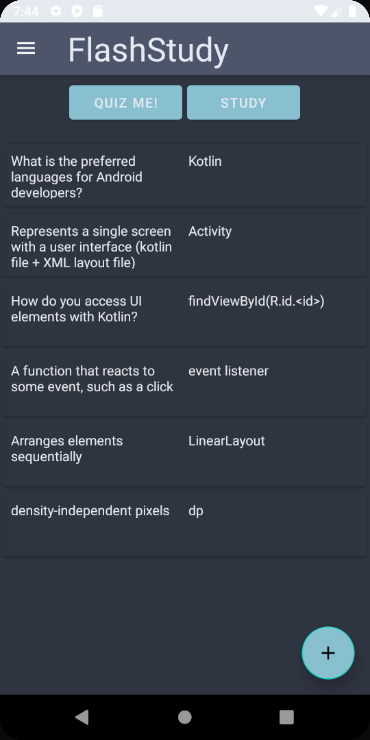 7:44
FlashStudy
QUIZ ME!
STUDY
What is the preferred
languages for Android
developers?
Kotlin
Represents a single screen
with a user interface (kotlin
file + XML layout file)
Activity
How do you access UI
elements with Kotlin?
findViewById(R.id.<id>)
A function that reacts to
some event, such as a click
event listener
Arranges elements
sequentially
LinearLayout
density-independent pixels
dp
+